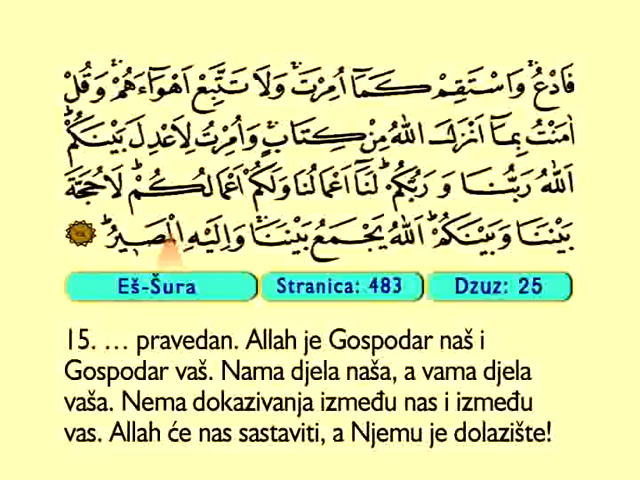 فَادْعُ ۖ وَاسْتَقِمْ كَمَا أُمِرْتَ ۖ وَلَا تَتَّبِعْ أَهْوَاءَهُمْ ۖ وَقُلْ
آمَنْتُ بِمَا أَنْزَلَ اللَّهُ مِنْ كِتَابٍ ۖ وَأُمِرْتُ لِأَعْدِلَ بَيْنَكُمُ ۖ
اللَّهُ رَبُّنَا وَرَبُّكُمْ ۖ لَنَا أَعْمَالُنَا وَلَكُمْ أَعْمَالُكُمْ ۖ لَا حُجَّةَ
بَيْنَنَا وَبَيْنَكُمُ ۖ اللَّهُ يَجْمَعُ بَيْنَنَا ۖ وَإِلَيْهِ الْمَصِيرُ ۖ
Eš-Šura Stranica: 483 Dzuz: 25
15. ... pravedan. Allah je Gospodar naš i
Gospodar vaš. Nama djela naša, a vama djela
vaša. Nema dokazivanja između nas i između
vas. Allah će nas sastaviti, a Njemu je dolazište!